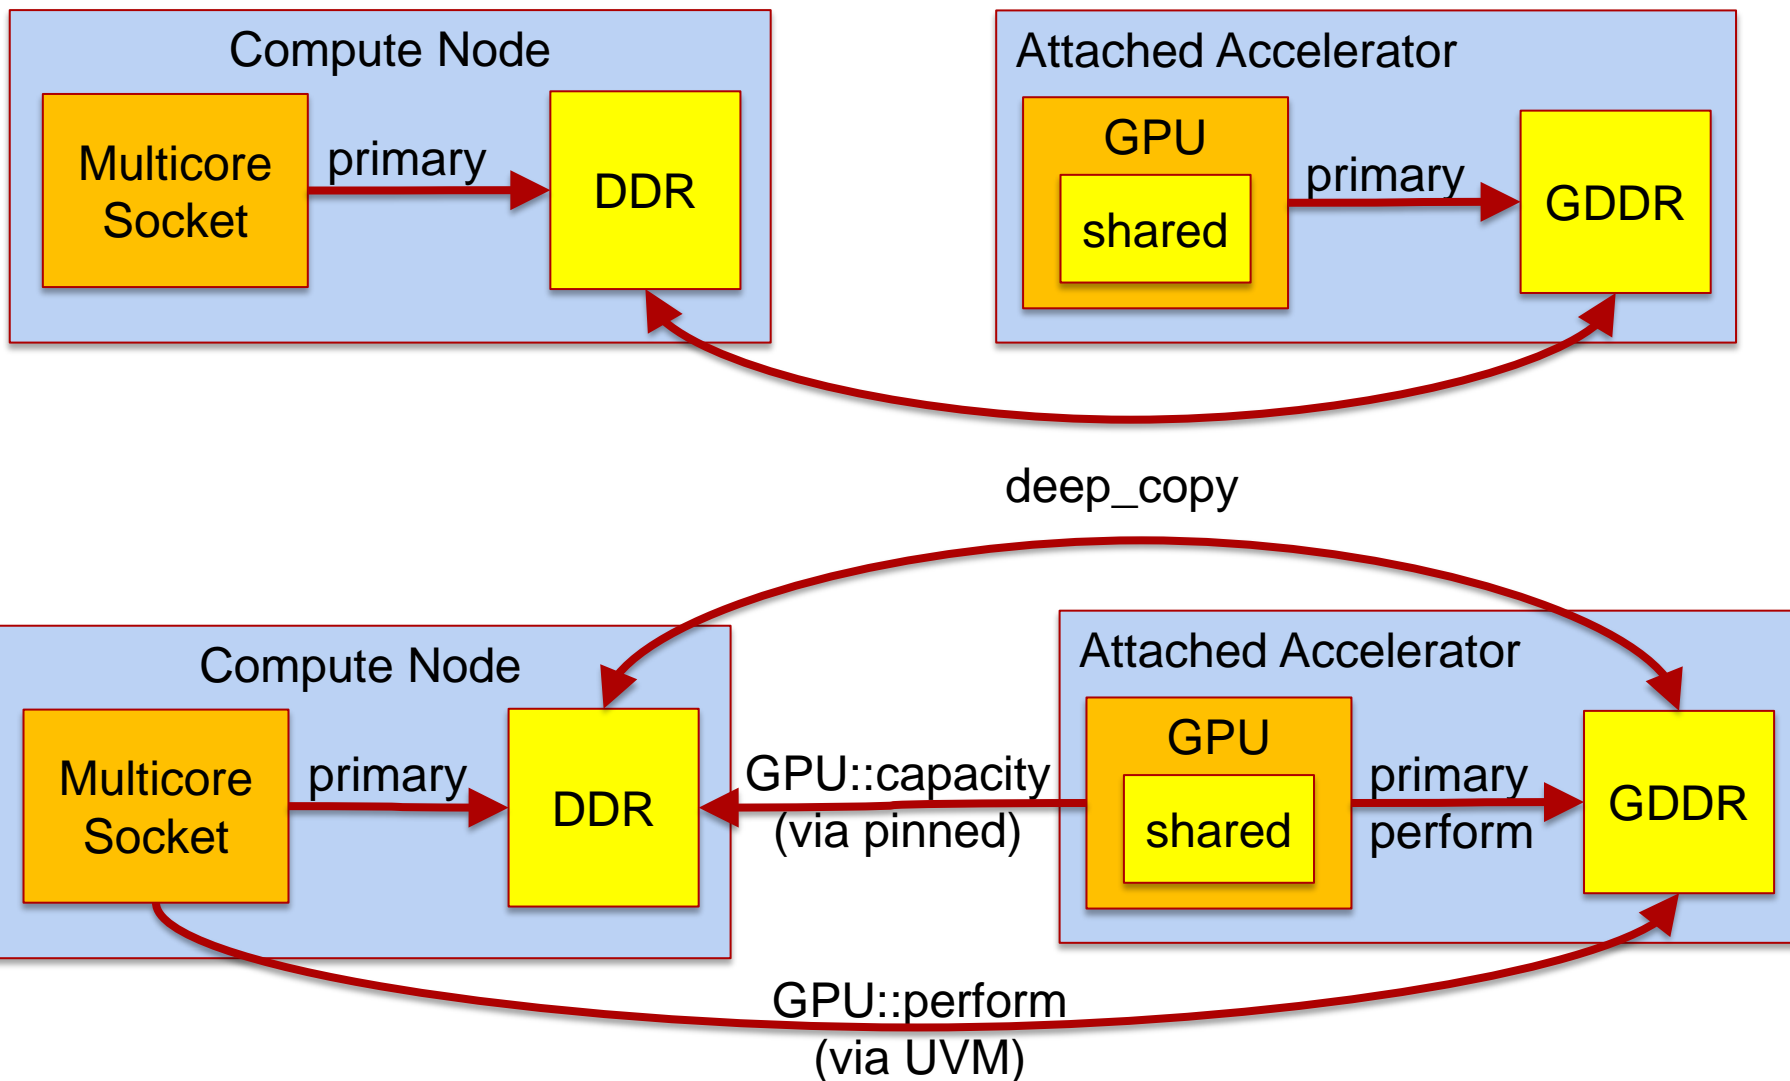 Compute Node
Multicore
Socket
primary
DDR
Attached Accelerator
GPU
shared
primary
GDDR
deep_copy
Compute Node
Multicore
Socket
primary
DDR
GPU::capacity
(via pinned)
Attached Accelerator
GPU
shared
primary
perform
GDDR
GPU::perform
(via UVM)